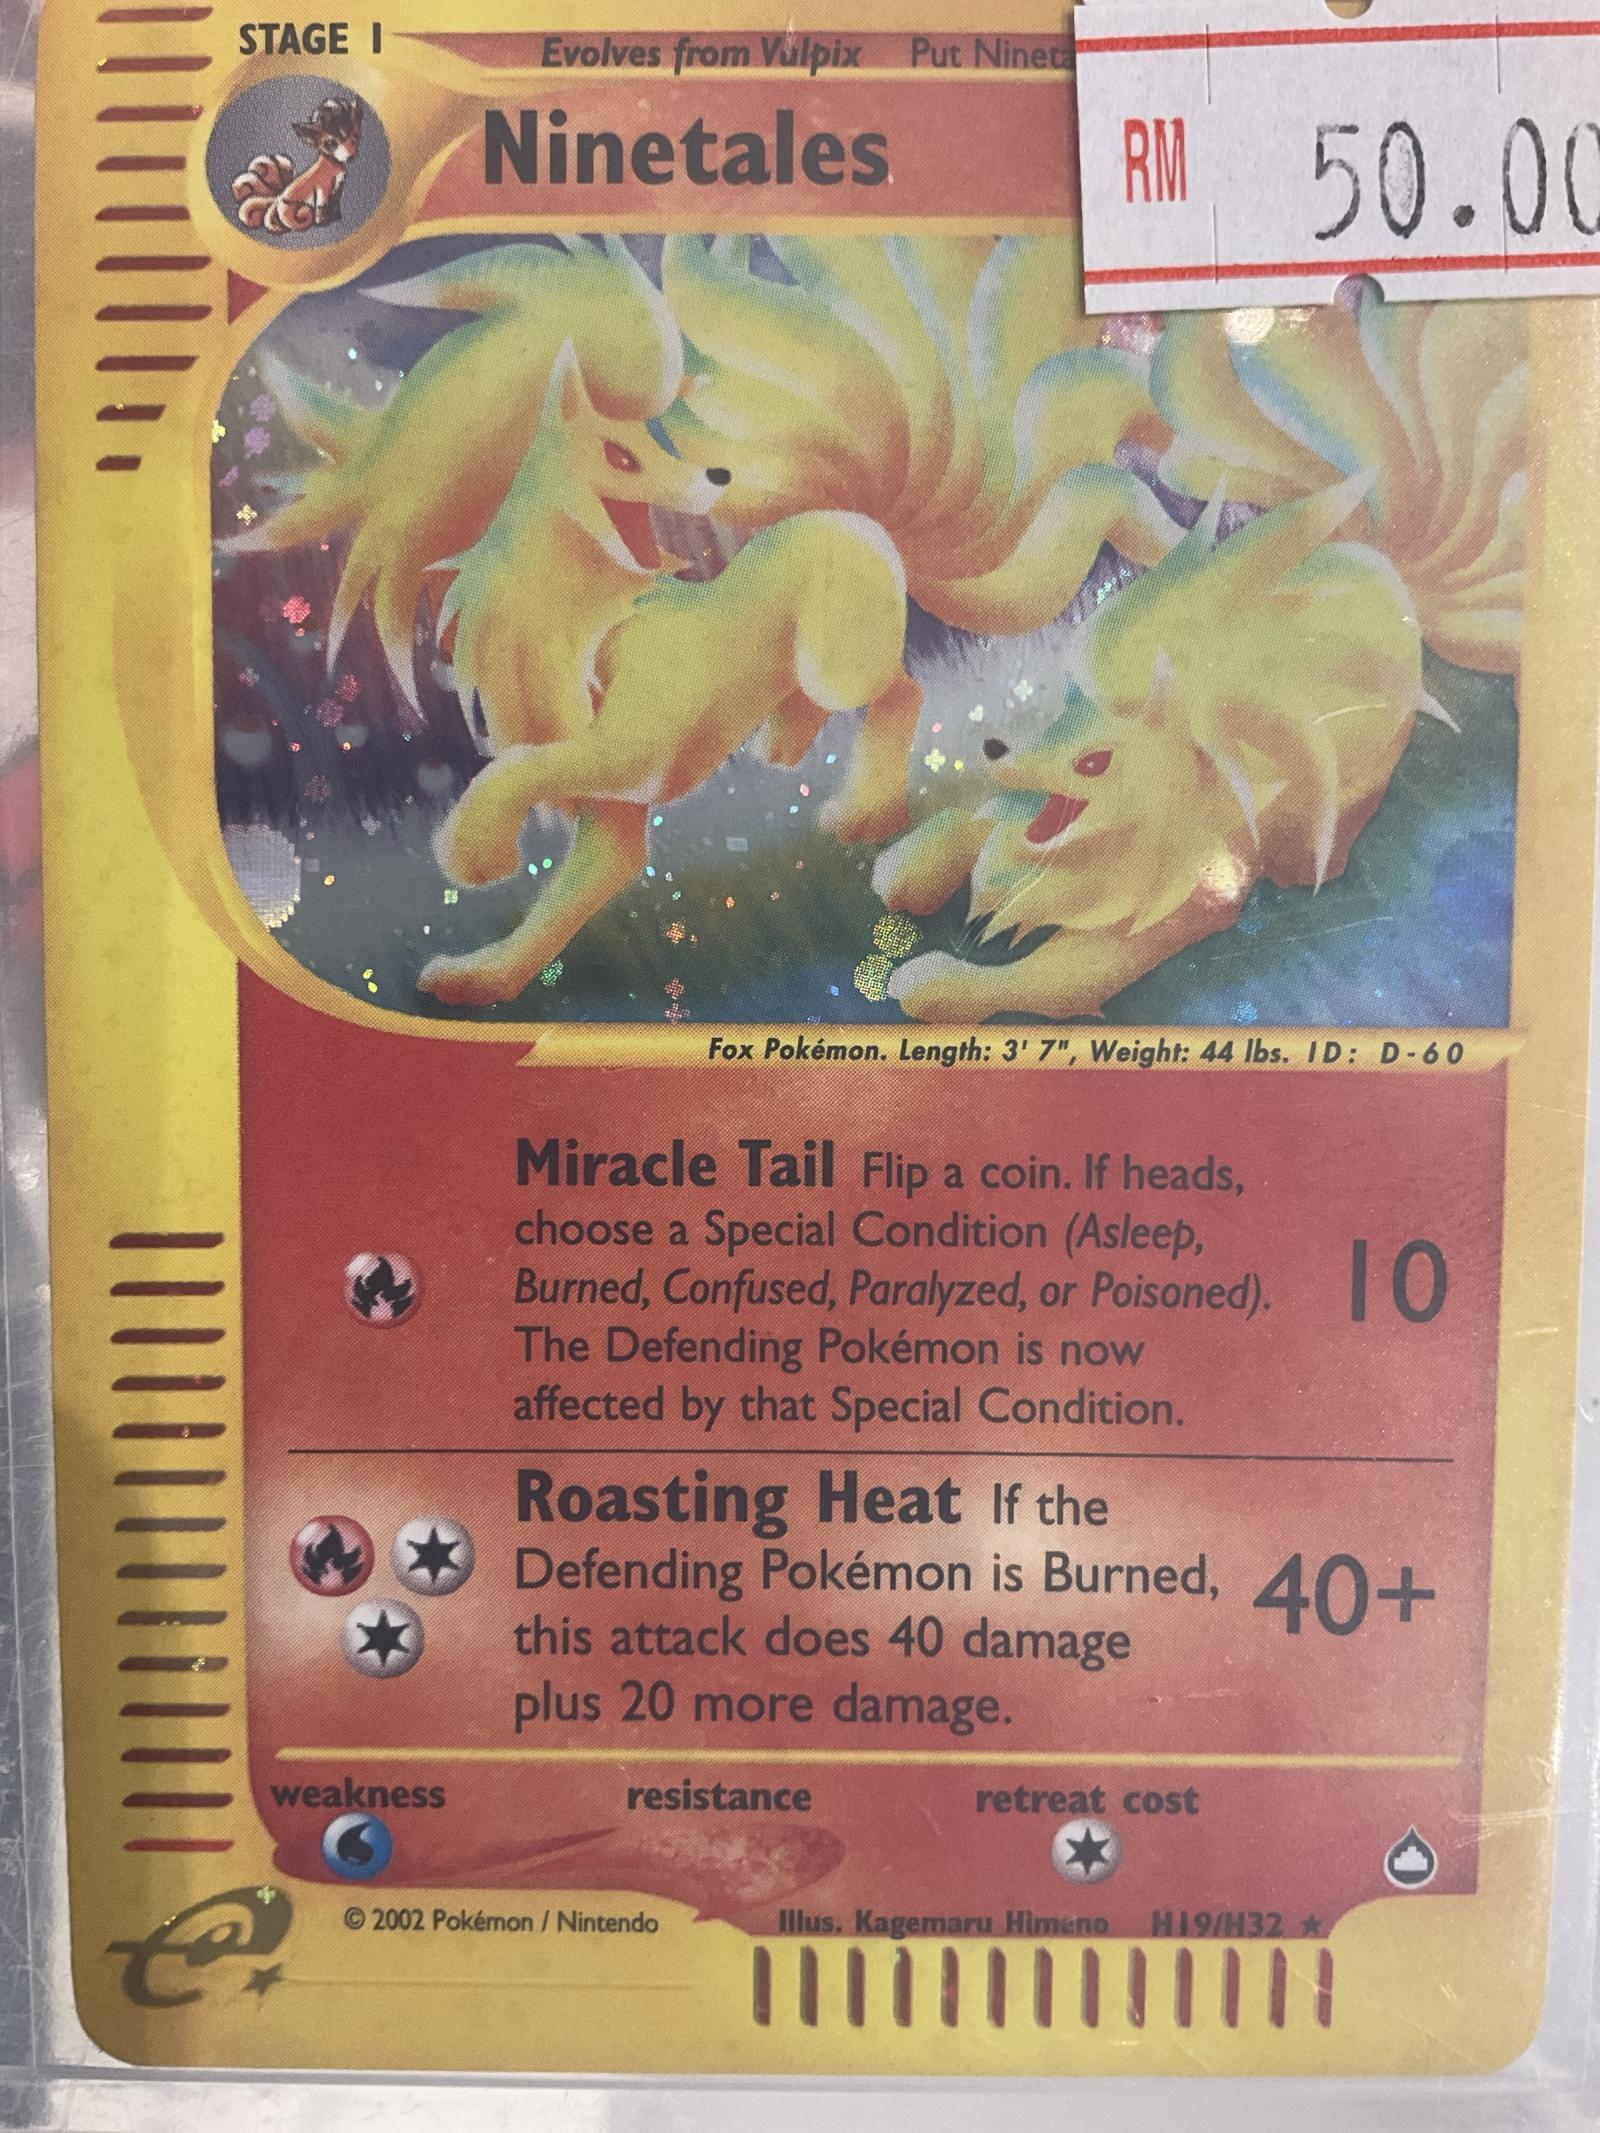 STAGE 1
Evolves from Vulpix Put
RM 50.00
Ninetales
Fox Pokémon. Length: 3' 7", Weight: 44 lbs. ID: D-60
Miracle Tail Flip a coin. If heads,
choose a Special Condition (Asleep,
Burned, Confused, Paralyzed, or Poisoned).
The Defending Pokémon is now
affected by that Special Condition.
10
Roasting Heat If the
Defending Pokémon is Burned,
this attack does 40 damage
plus 20 more damage.
40+
weakness resistance retreat cost
© 2002 Pokémon / Nintendo Illus. Kagemaru Himeno H19/H32
e